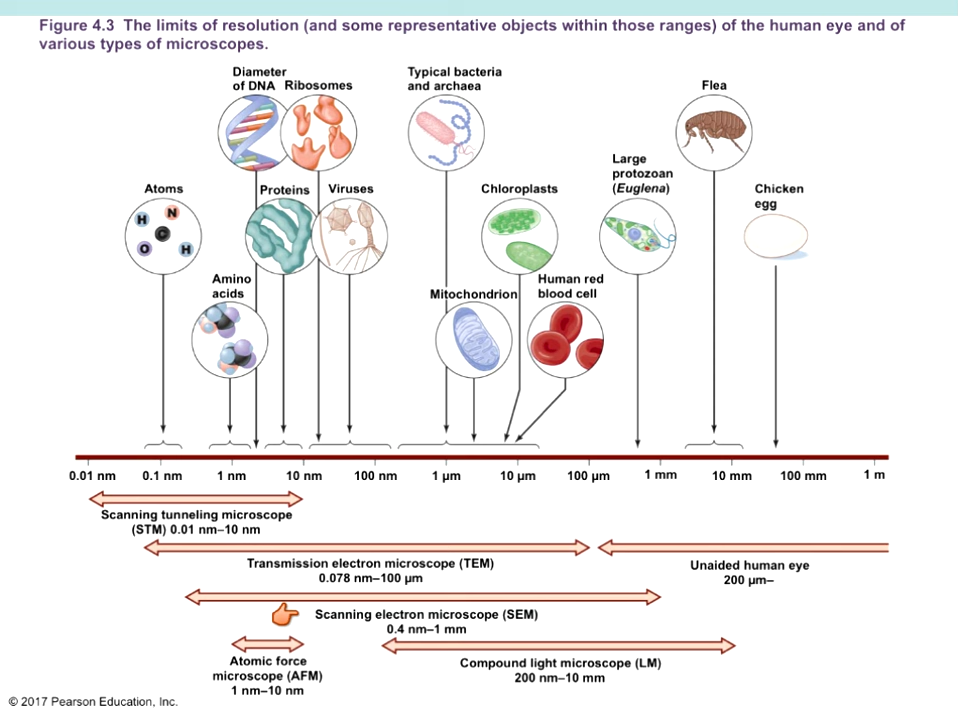 Figure 4.3 The limits of resolution (and some representative objects within those ranges) of the human eye and of
various types of microscopes.
Diameter
of DNA
Ribosomes
Typical bacteria
and archaea
Flea
Large
protozoan
(Euglena)
Atoms
Proteins
Viruses
Chloroplasts
Chicken
egg
H
N
C
O
H
Amino
acids
Mitochondrion
Human red
blood cell
0.01 nm
0.1 nm
1 nm
10 nm
100 nm
1 µm
10 µm
100 µm
1 mm
10 mm
100 mm
1 m
Scanning tunneling microscope
(STM) 0.01 nm–10 nm
Transmission electron microscope (TEM)
0.078 nm–100 µm
Unaided human eye
200 µm–
Scanning electron microscope (SEM)
0.4 nm–1 mm
Atomic force
microscope (AFM)
1 nm–10 nm
Compound light microscope (LM)
200 nm–10 mm
© 2017 Pearson Education, Inc.